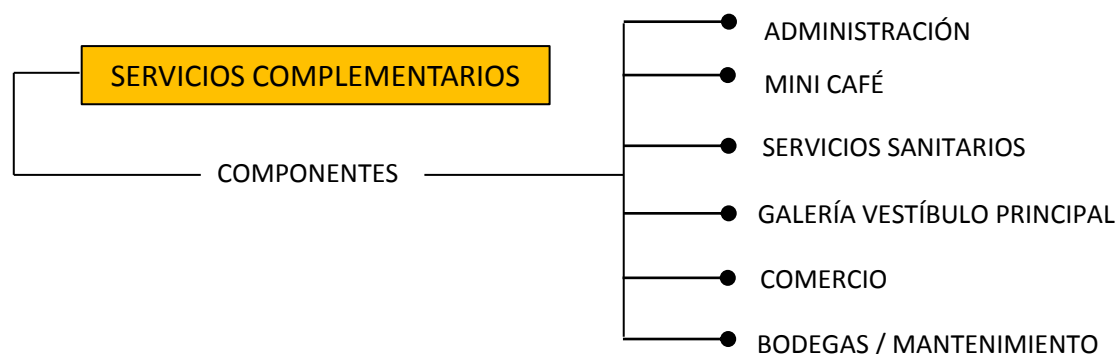 SERVICIOS COMPLEMENTARIOS
COMPONENTES
ADMINISTRACIÓN
MINI CAFÉ
SERVICIOS SANITARIOS
GALERÍA VESTÍBULO PRINCIPAL
COMERCIO
BODEGAS / MANTENIMIENTO